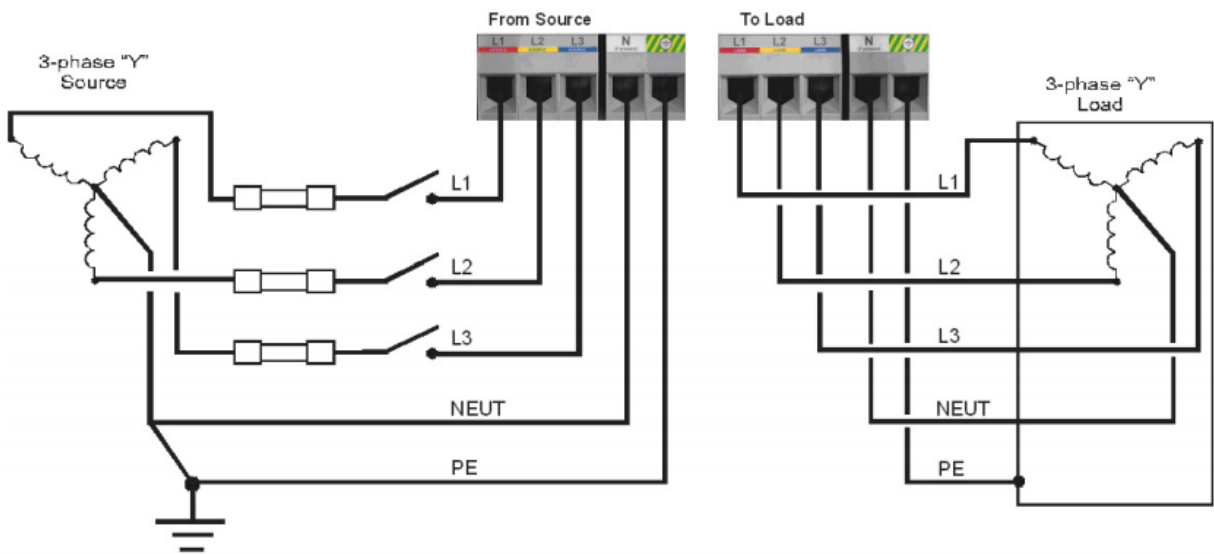 From Source
To Load
L1 L2 L3 N
L1 L2 L3 N
3-phase "Y"
Source
3-phase "Y"
Load
L1
L2
L3
NEUT
PE
L1
L2
L3
NEUT
PE